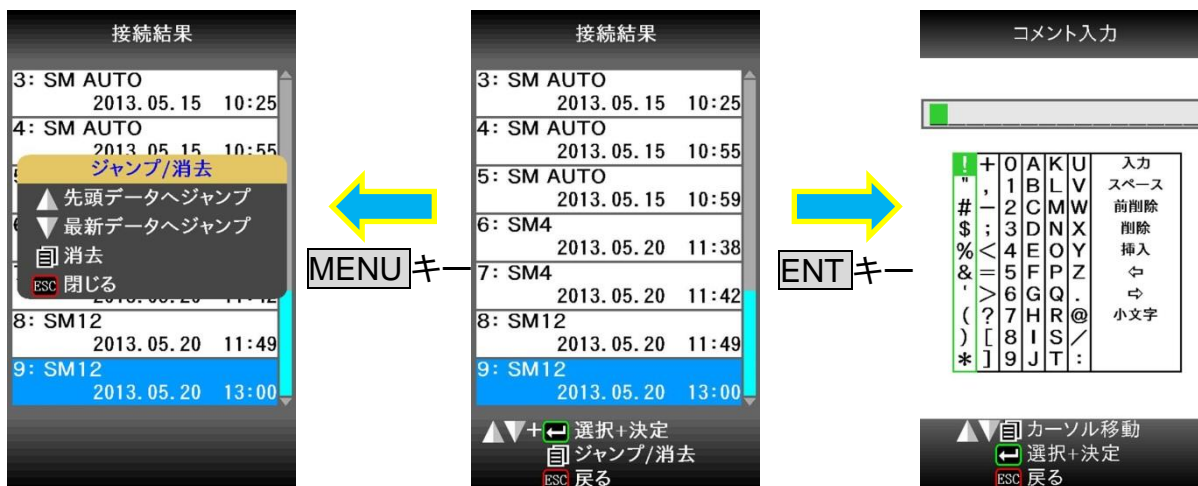 接続結果
3: SM AUTO
2013.05.15 10:25
4: SM AUTO
2013.05.15 10:55
ジャンプ/消去
先頭データへジャンプ
最新データへジャンプ
消去
ESC 閉じる
8: SM12
2013.05.20 11:49
9: SM12
2013.05.20 13:00
MENU キー
接続結果
3: SM AUTO
2013.05.15 10:25
4: SM AUTO
2013.05.15 10:55
5: SM AUTO
2013.05.15 10:59
6: SM4
2013.05.20 11:38
7: SM4
2013.05.20 11:42
8: SM12
2013.05.20 11:49
9: SM12
2013.05.20 13:00
▲▼+↵ 選択+決定
ジャンプ/消去
ESC 戻る
ENT キー
コメント入力
! + 0 A K U 入力
" , 1 B L V スペース
# - 2 C M W 前削除
$ ; 3 D N X 削除
% < 4 E O Y 挿入
& = 5 F P Z ⇦
' > 6 G Q . ⇨
( ? 7 H R @ 小文字
) [ 8 I S /
* ] 9 J T :
▲▼ カーソル移動
↵ 選択+決定
ESC 戻る